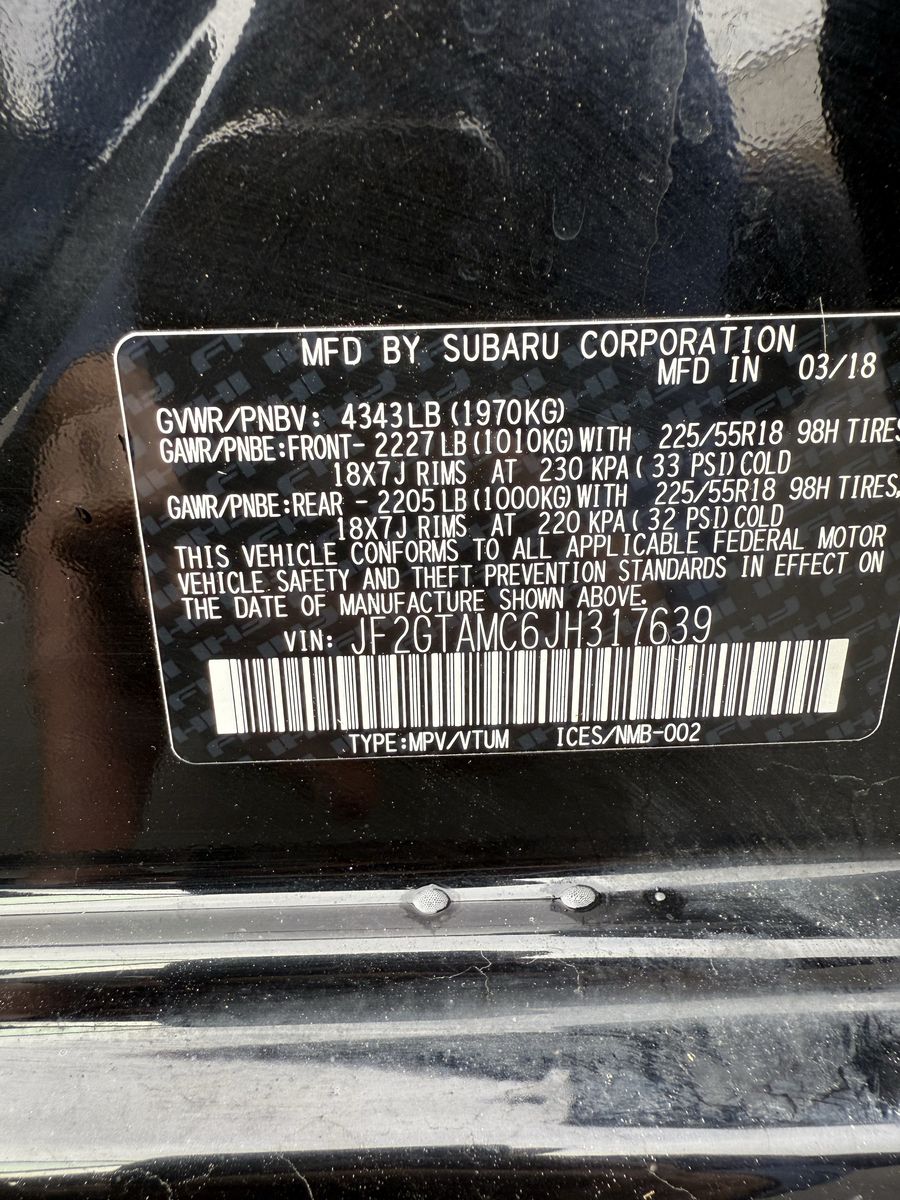 MFD BY SUBARU CORPORATION
MFD IN 03/18
GVWR/PNBV: 4343LB (1970KG)
GAWR/PNBE:FRONT- 2227LB (1010KG) WITH 225/55R18 98H TIRES
18X7J RIMS AT 230 KPA ( 33 PSI) COLD
GAWR/PNBE:REAR - 2205LB (1000KG) WITH 225/55R18 98H TIRES,
18X7J RIMS AT 220 KPA ( 32 PSI) COLD
THIS VEHICLE CONFORMS TO ALL APPLICABLE FEDERAL MOTOR
VEHICLE SAFETY AND THEFT PREVENTION STANDARDS IN EFFECT ON
THE DATE OF MANUFACTURE SHOWN ABOVE.
VIN: JF2GTAMC6JH317639
TYPE:MPV/VTUM ICES/NMB-002